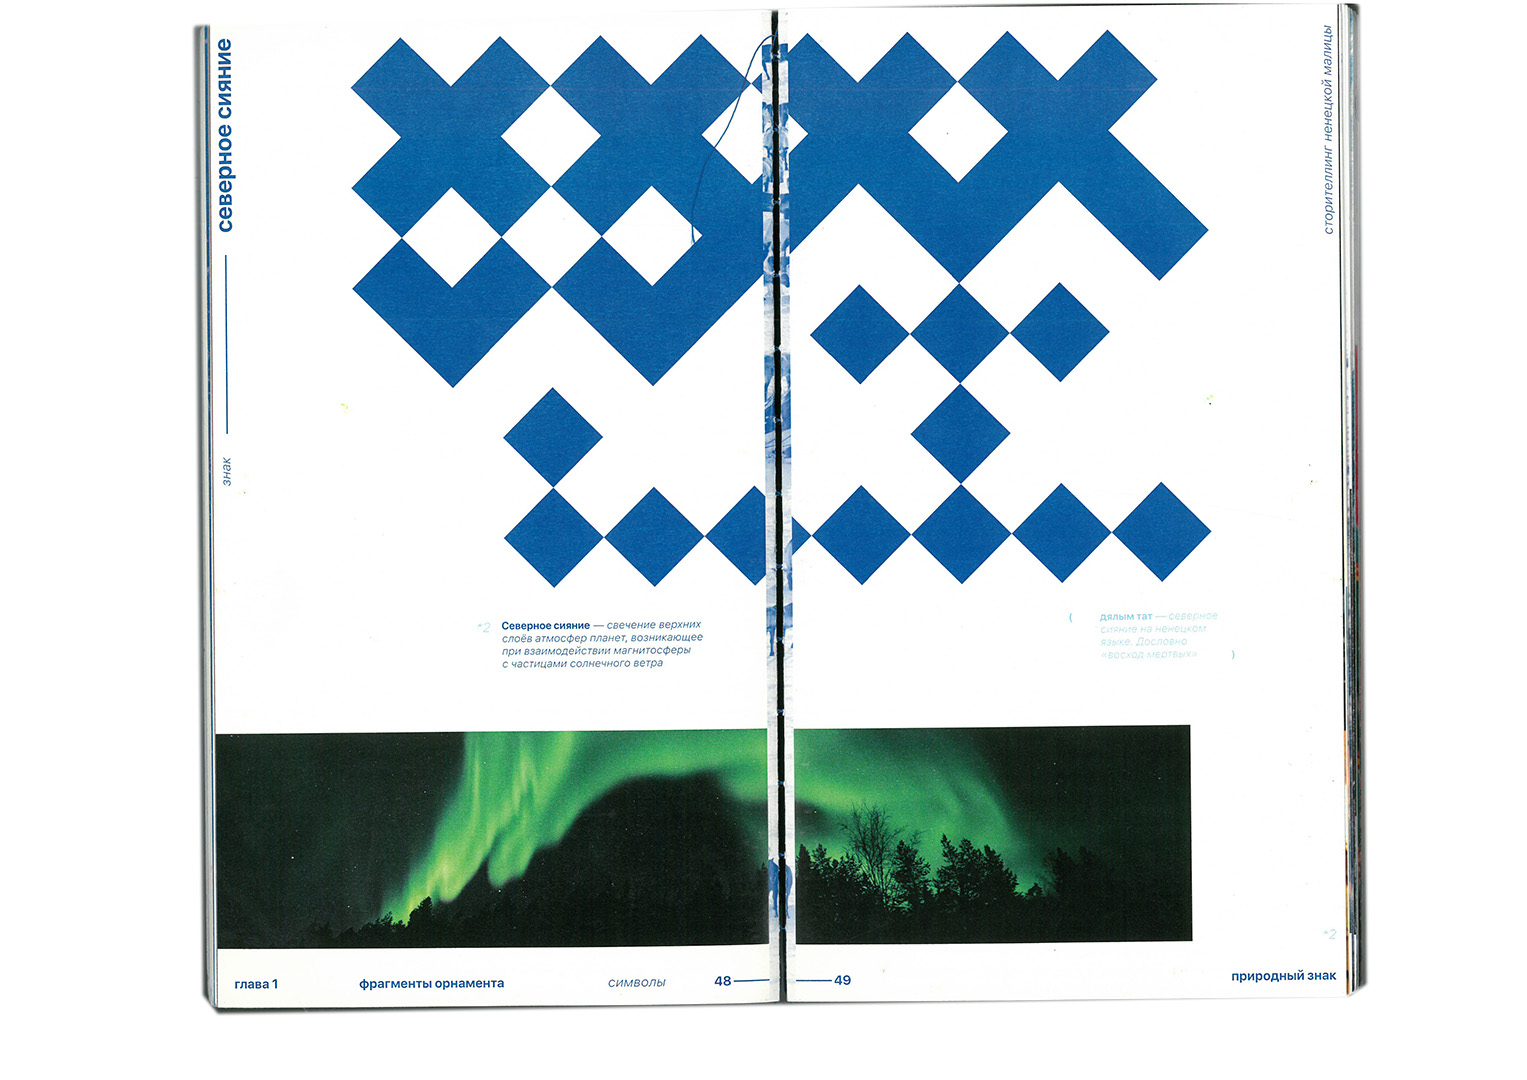 северное сияние
знак
сторителлинг ненецкой малицы
*2
Северное сияние — свечение верхних
слоёв атмосфер планет, возникающее
при взаимодействии магнитосферы
с частицами солнечного ветра
( дялым тат — северное
сияние на ненецком
языке. Дословно
«восход мертвых» )
*2
глава 1
фрагменты орнамента
символы
48
49
природный знак